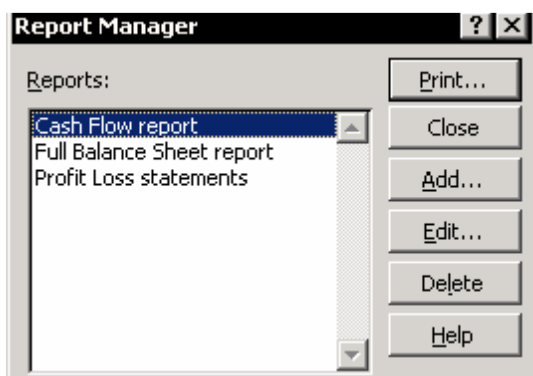 Report Manager
Reports:
Print...
Cash Flow report
Close
Full Balance Sheet report
Profit Loss statements
Add...
Edit...
Delete
Help